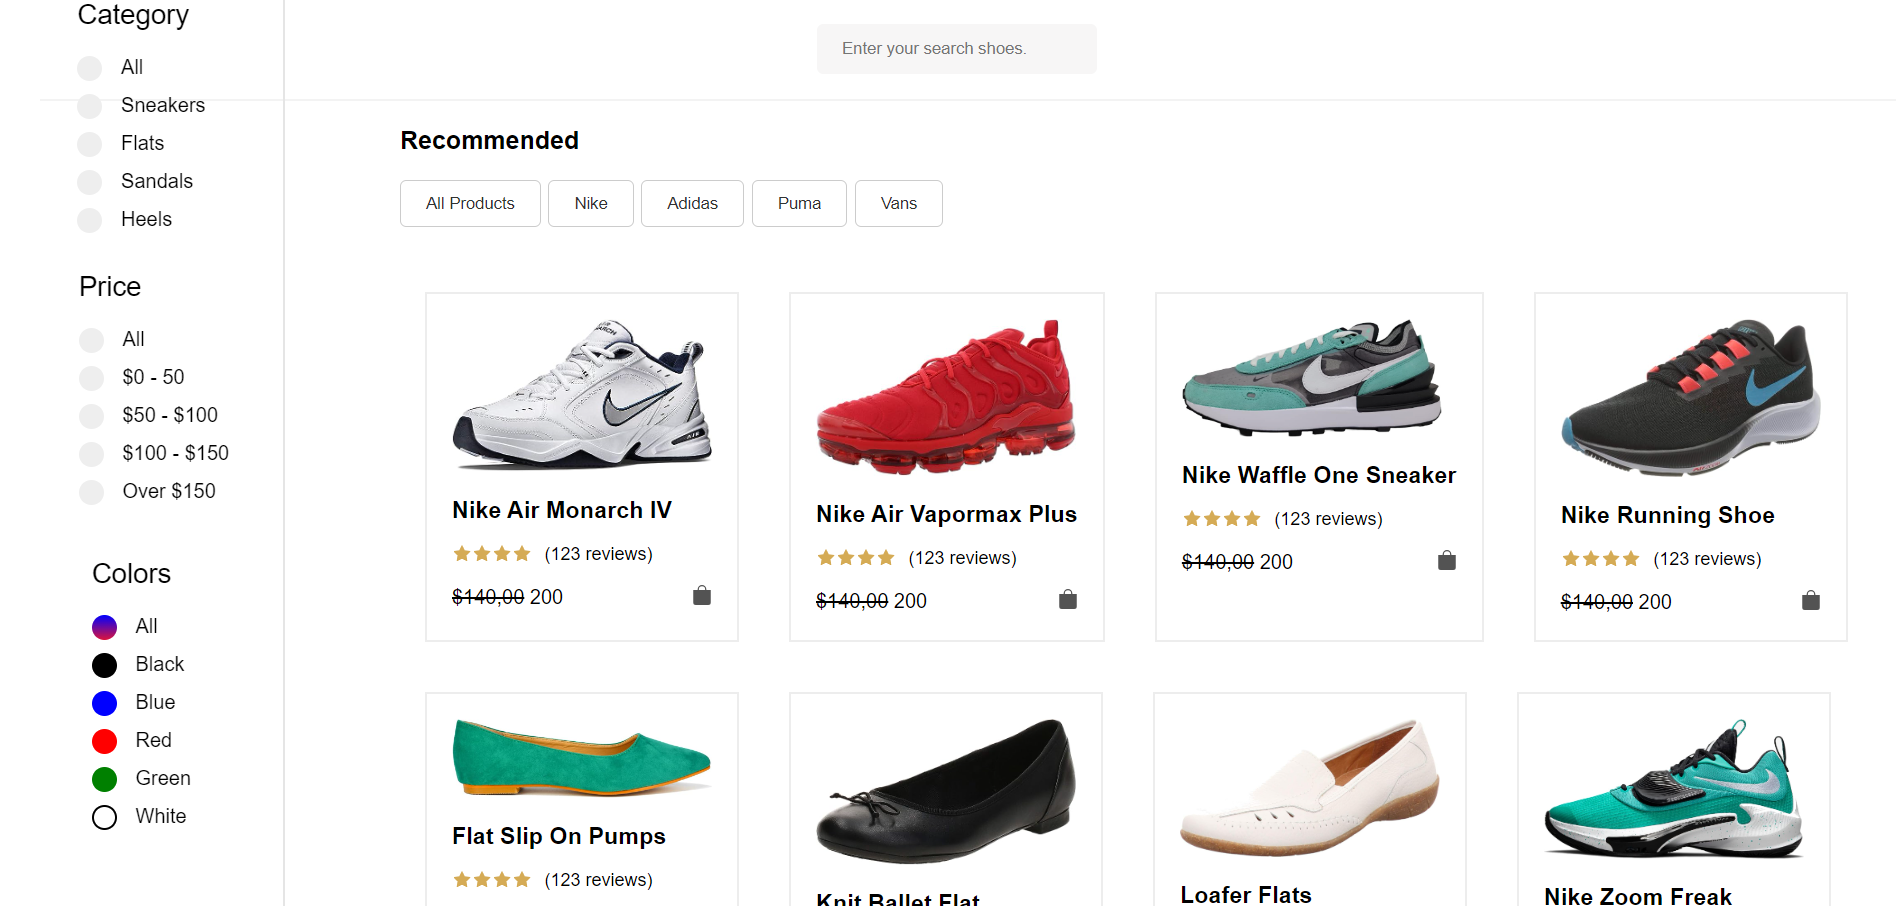 Category
All
Sneakers
Flats
Sandals
Heels
Price
All
$0 - 50
$50 - $100
$100 - $150
Over $150
Colors
All
Black
Blue
Red
Green
White
Enter your search shoes.
Recommended
All Products
Nike
Adidas
Puma
Vans
Nike Air Monarch IV
(123 reviews)
$140,00 200
Nike Air Vapormax Plus
(123 reviews)
$140,00 200
Nike Waffle One Sneaker
(123 reviews)
$140,00 200
Nike Running Shoe
(123 reviews)
$140,00 200
Flat Slip On Pumps
(123 reviews)
Knit Ballet Flat
Loafer Flats
Nike Zoom Freak